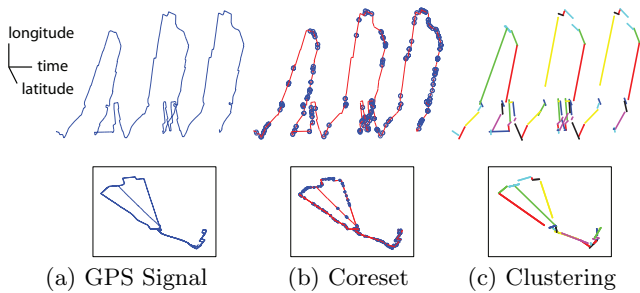 longitude
time
latitude
(a) GPS Signal
(b) Coreset
(c) Clustering